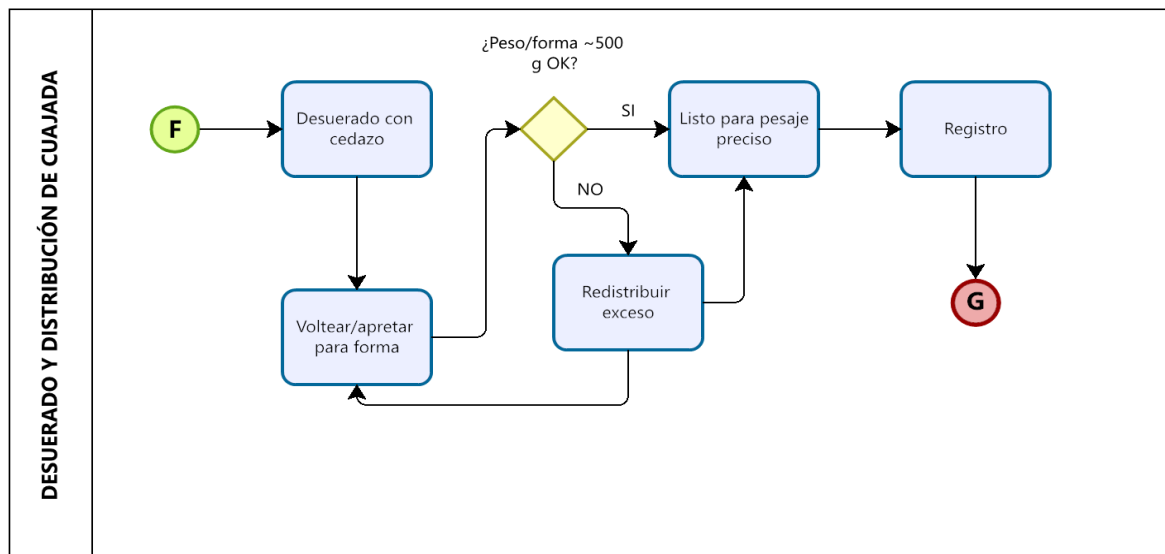 DESUERADO Y DISTRIBUCIÓN DE CUAJADA
¿Peso/forma ~500
g OK?
F
Desuerado con
cedazo
SI
Listo para pesaje
preciso
Registro
NO
Voltear/apretar
para forma
Redistribuir
exceso
G